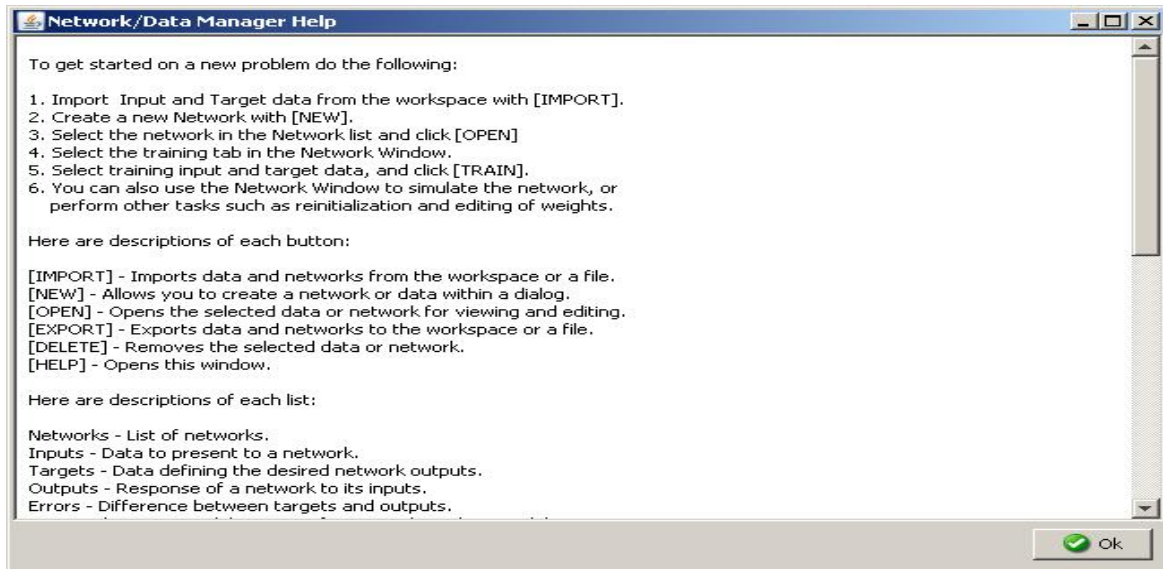 Network/Data Manager Help
To get started on a new problem do the following:
1. Import Input and Target data from the workspace with [IMPORT].
2. Create a new Network with [NEW].
3. Select the network in the Network list and click [OPEN]
4. Select the training tab in the Network Window.
5. Select training input and target data, and click [TRAIN].
6. You can also use the Network Window to simulate the network, or
perform other tasks such as reinitialization and editing of weights.
Here are descriptions of each button:
[IMPORT] - Imports data and networks from the workspace or a file.
[NEW] - Allows you to create a network or data within a dialog.
[OPEN] - Opens the selected data or network for viewing and editing.
[EXPORT] - Exports data and networks to the workspace or a file.
[DELETE] - Removes the selected data or network.
[HELP] - Opens this window.
Here are descriptions of each list:
Networks - List of networks.
Inputs - Data to present to a network.
Targets - Data defining the desired network outputs.
Outputs - Response of a network to its inputs.
Errors - Difference between targets and outputs.
Ok